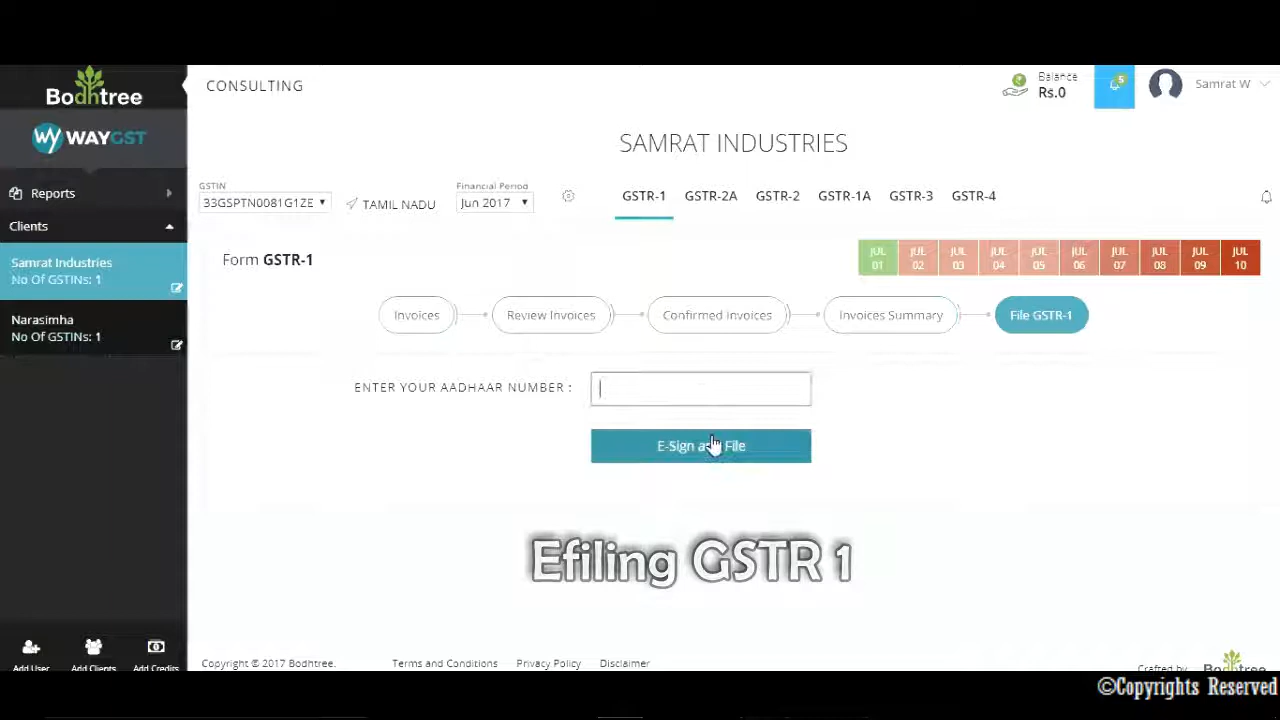 Bodhtree
CONSULTING
Balance
Rs.0
5
Samrat W
wy WAYGST
SAMRAT INDUSTRIES
Reports
GSTIN
33GSPTN0081G1ZE
TAMIL NADU
Financial Period
Jun 2017
GSTR-1 GSTR-2A GSTR-2 GSTR-1A GSTR-3 GSTR-4
Clients
Samrat Industries
No Of GSTINs: 1
Narasimha
No Of GSTINs: 1
Form GSTR-1
JUL 01 JUL 02 JUL 03 JUL 04 JUL 05 JUL 06 JUL 07 JUL 08 JUL 09 JUL 10
Invoices Review Invoices Confirmed Invoices Invoices Summary File GSTR-1
ENTER YOUR AADHAAR NUMBER :
E-Sign and File
Efiling GSTR 1
Add User Add Clients Add Credits
Copyright © 2017 Bodhtree. Terms and Conditions Privacy Policy Disclaimer
Crafted by Bodhtree
©Copyrights Reserved